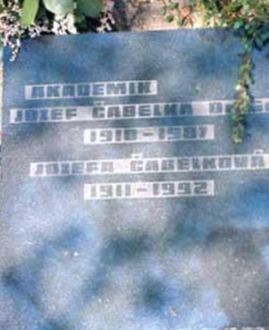 AKADEMIK
JOZEF ČABELKA
1910-1987
JOZEFA ČABELKOVÁ
1911-1992